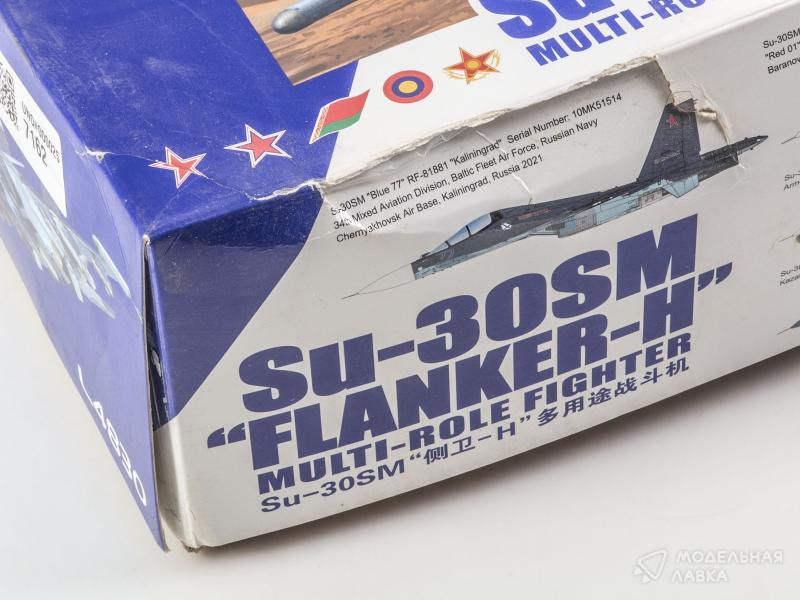 Su-
MULTI-RO
Su-30SM
"Red 01"
Baranov
7162
Su-30SM "Blue 77" RF-81881 "Kaliningrad" Serial Number: 10MK51514
34th Mixed Aviation Division, Baltic Fleet Air Force, Russian Navy
Chernyakhovsk Air Base, Kaliningrad, Russia 2021
Su-30SM
"FLANKER-H"
MULTI-ROLE FIGHTER
Su-30SM "侧卫-H" 多用途战斗机
L4830
МОДЕЛЬНАЯ
ЛАВКА